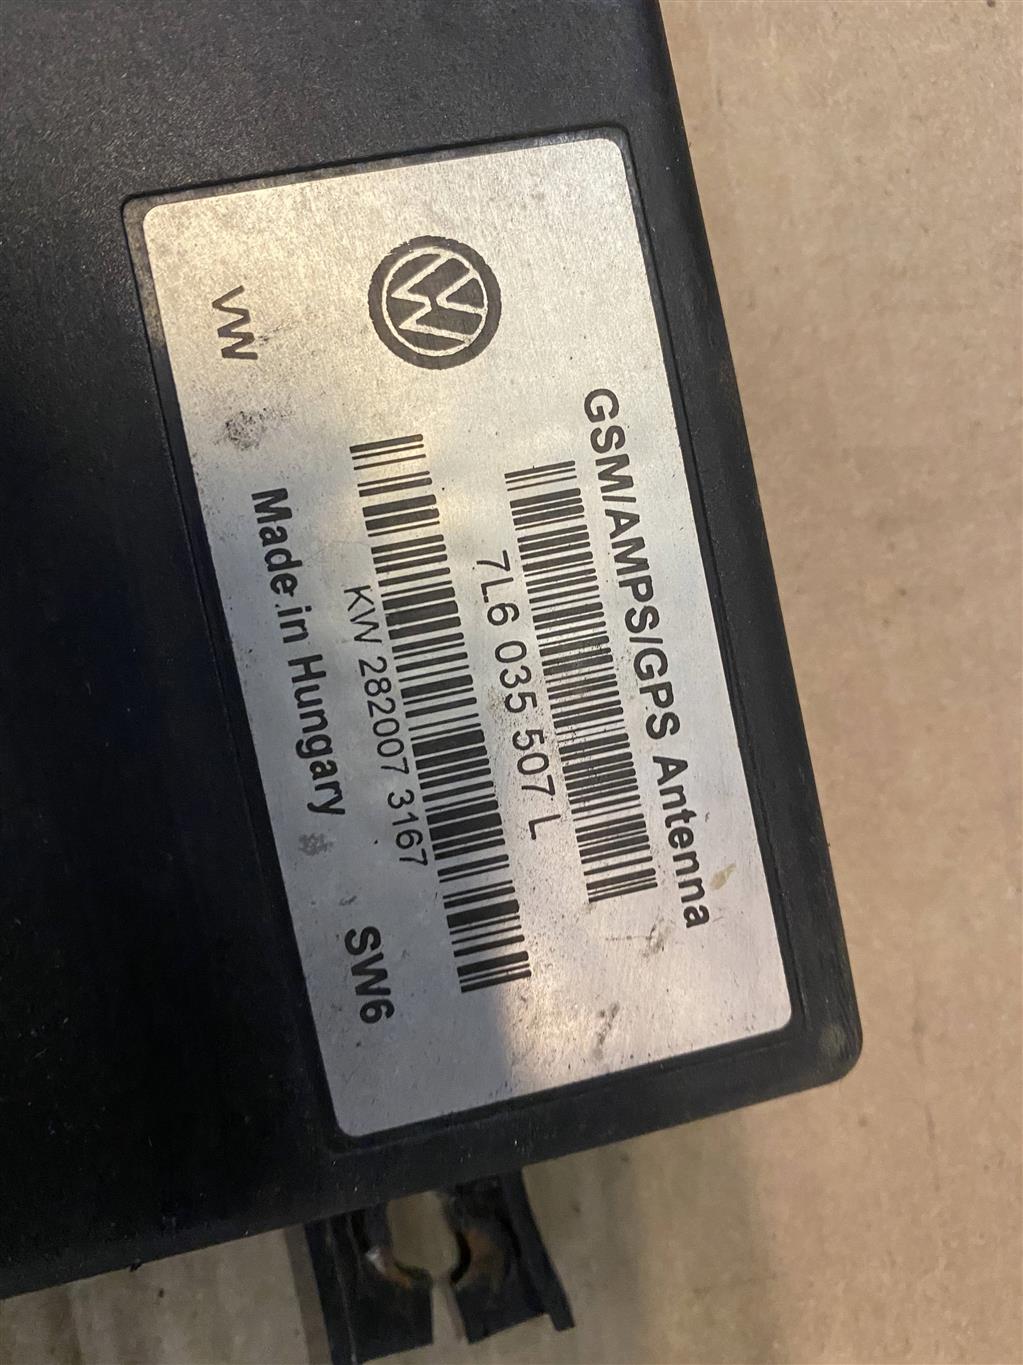 GSM/AMPS/GPS Antenna
7L6 035 507 L
KW 282007 3167
VW Made in Hungary SW6